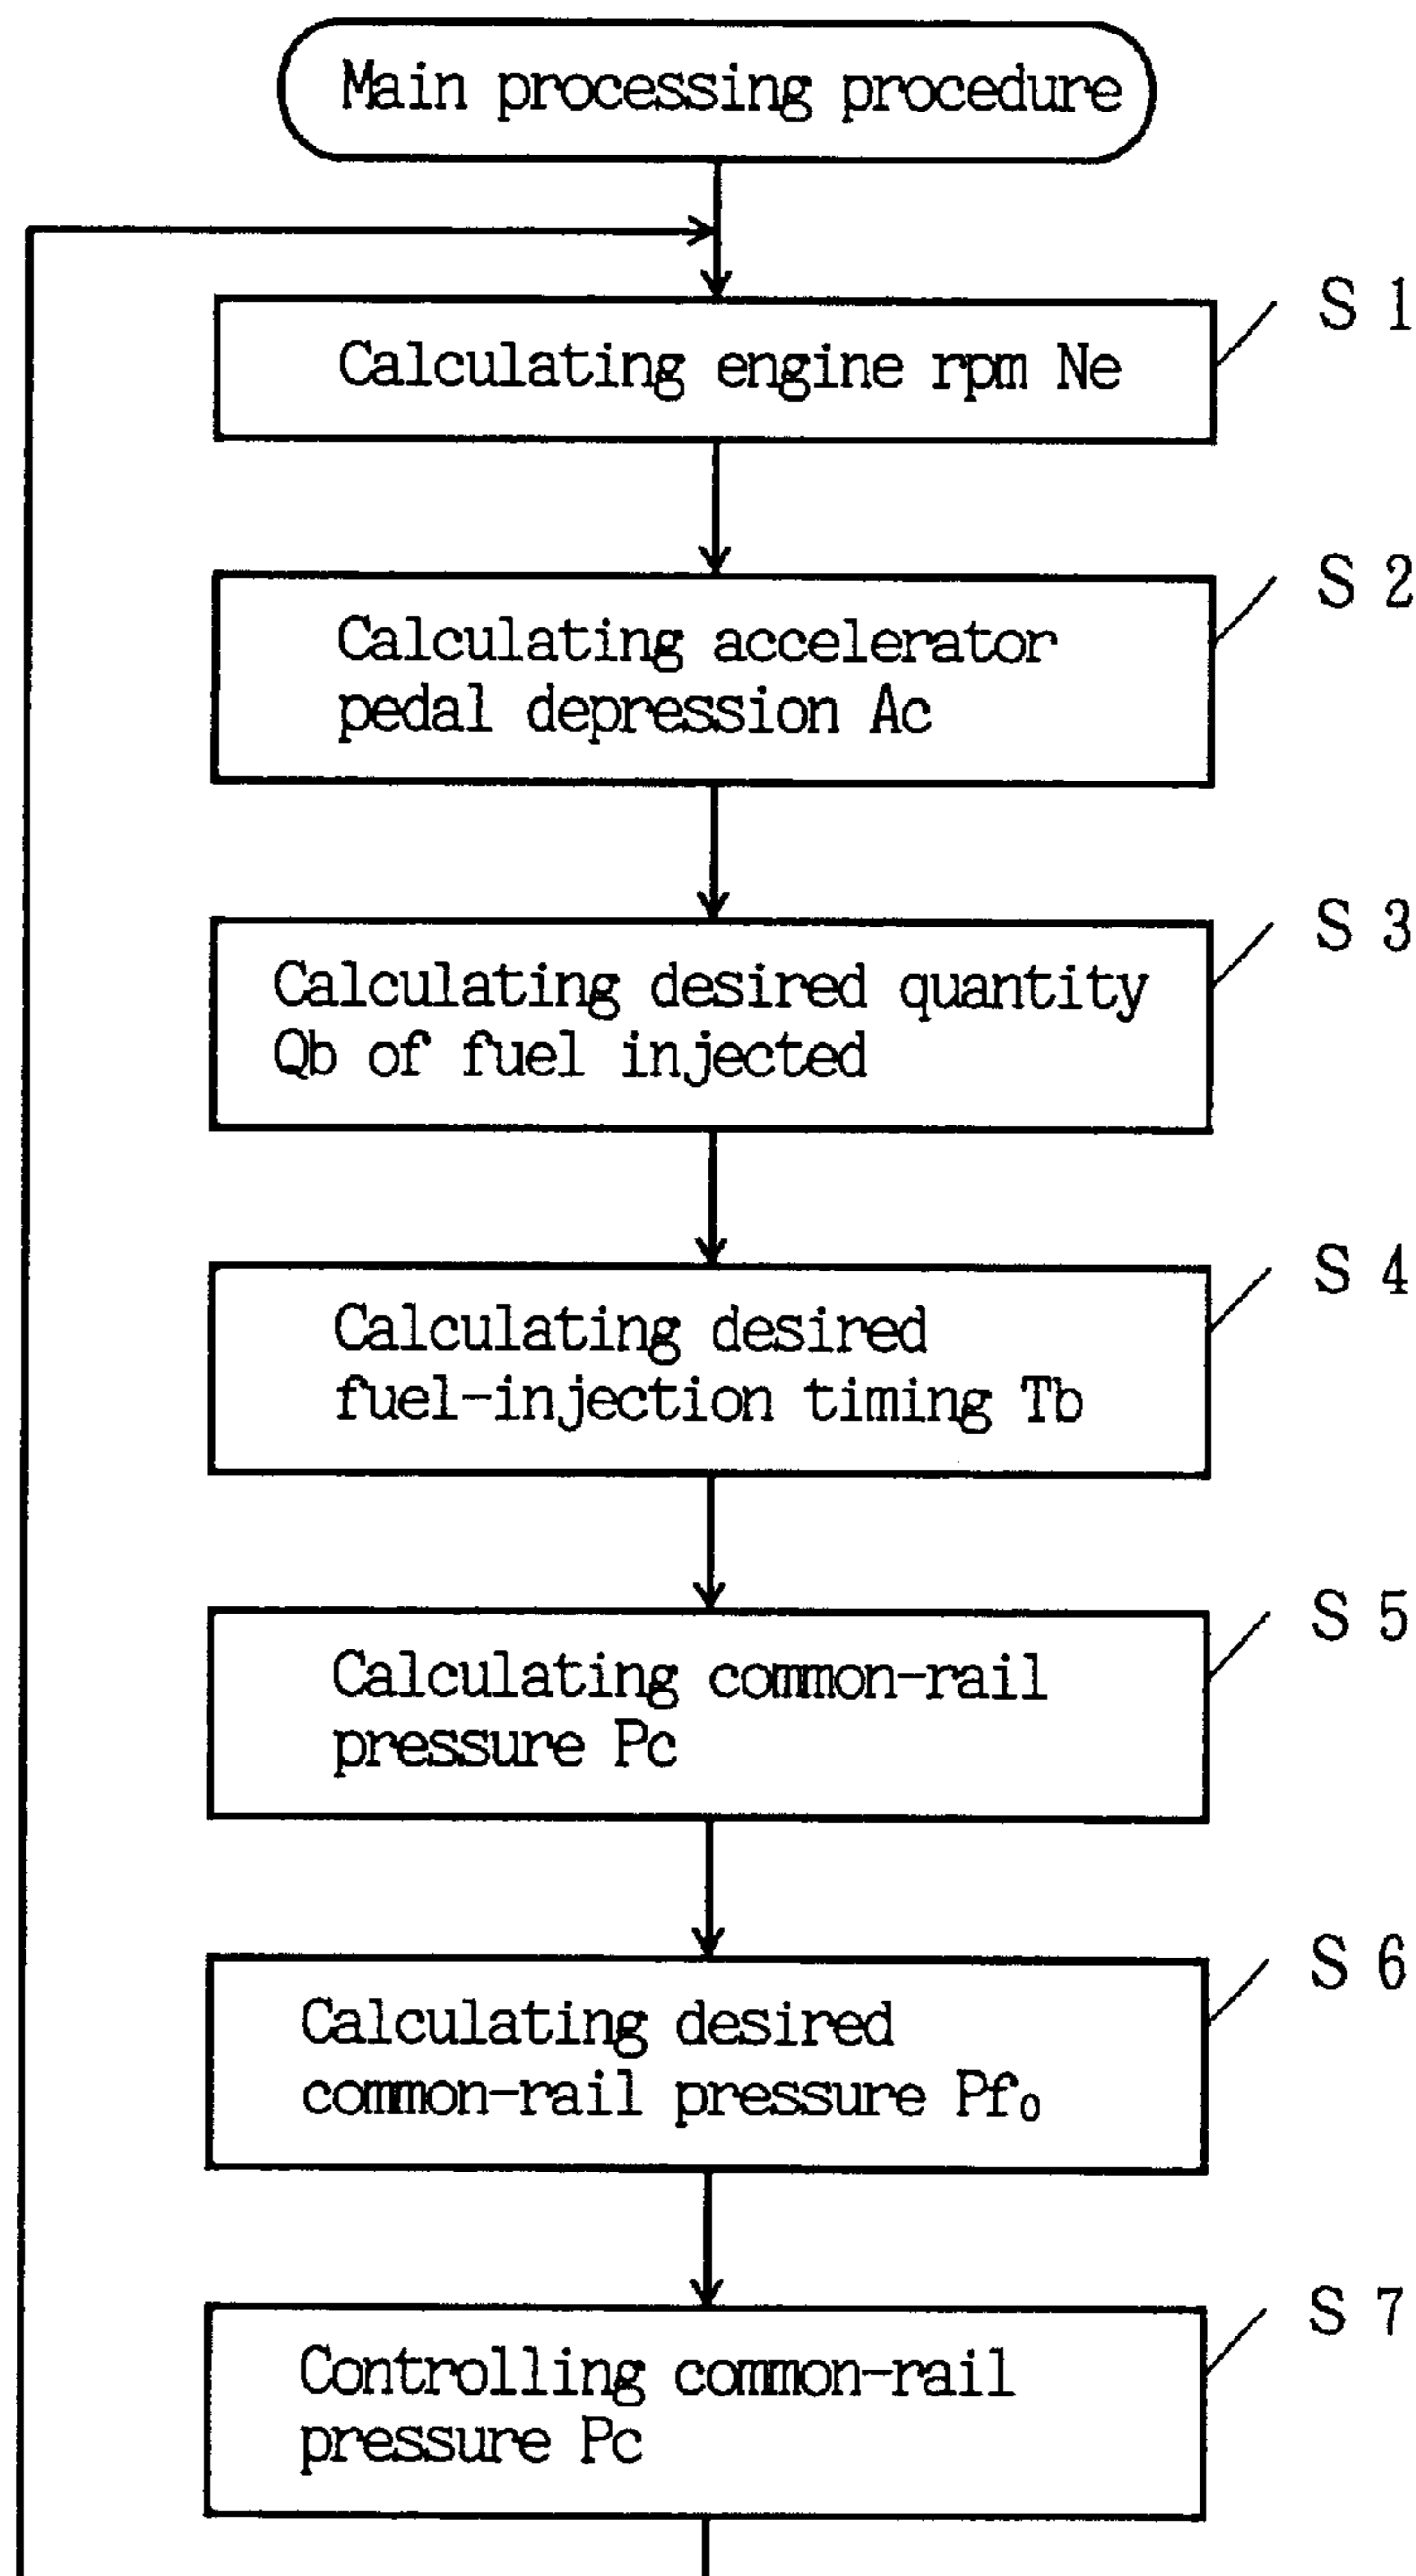 Main processing procedure
S 1
Calculating engine rpm Ne
S 2
Calculating accelerator
pedal depression Ac
S 3
Calculating desired quantity
Qb of fuel injected
S 4
Calculating desired
fuel-injection timing Tb
S 5
Calculating common-rail
pressure Pc
S 6
Calculating desired
common-rail pressure Pf₀
S 7
Controlling common-rail
pressure Pc